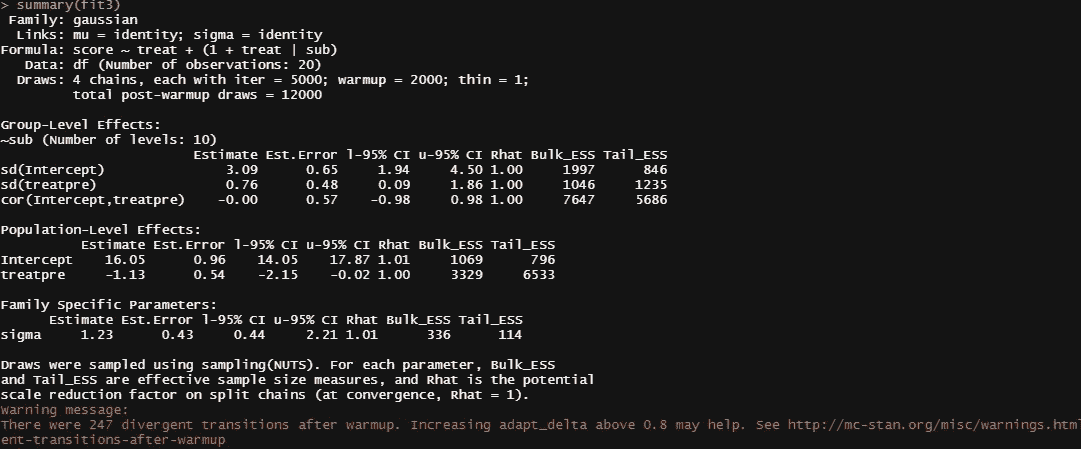 > summary(fit3)
 Family: gaussian
  Links: mu = identity; sigma = identity
Formula: score ~ treat + (1 + treat | sub)
   Data: df (Number of observations: 20)
  Draws: 4 chains, each with iter = 5000; warmup = 2000; thin = 1;
         total post-warmup draws = 12000

Group-Level Effects:
~sub (Number of levels: 10)
                       Estimate Est.Error l-95% CI u-95% CI Rhat Bulk_ESS Tail_ESS
sd(Intercept)              3.09      0.65     1.94     4.50 1.00     1997      846
sd(treatpre)               0.76      0.48     0.09     1.86 1.00     1046     1235
cor(Intercept,treatpre)   -0.00      0.57    -0.98     0.98 1.00     7647     5686

Population-Level Effects:
          Estimate Est.Error l-95% CI u-95% CI Rhat Bulk_ESS Tail_ESS
Intercept    16.05      0.96    14.05    17.87 1.01     1069      796
treatpre     -1.13      0.54    -2.15    -0.02 1.00     3329     6533

Family Specific Parameters:
      Estimate Est.Error l-95% CI u-95% CI Rhat Bulk_ESS Tail_ESS
sigma     1.23      0.43     0.44     2.21 1.01      336      114

Draws were sampled using sampling(NUTS). For each parameter, Bulk_ESS
and Tail_ESS are effective sample size measures, and Rhat is the potential
scale reduction factor on split chains (at convergence, Rhat = 1).
Warning message:
There were 247 divergent transitions after warmup. Increasing adapt_delta above 0.8 may help. See http://mc-stan.org/misc/warnings.html
ent-transitions-after-warmup